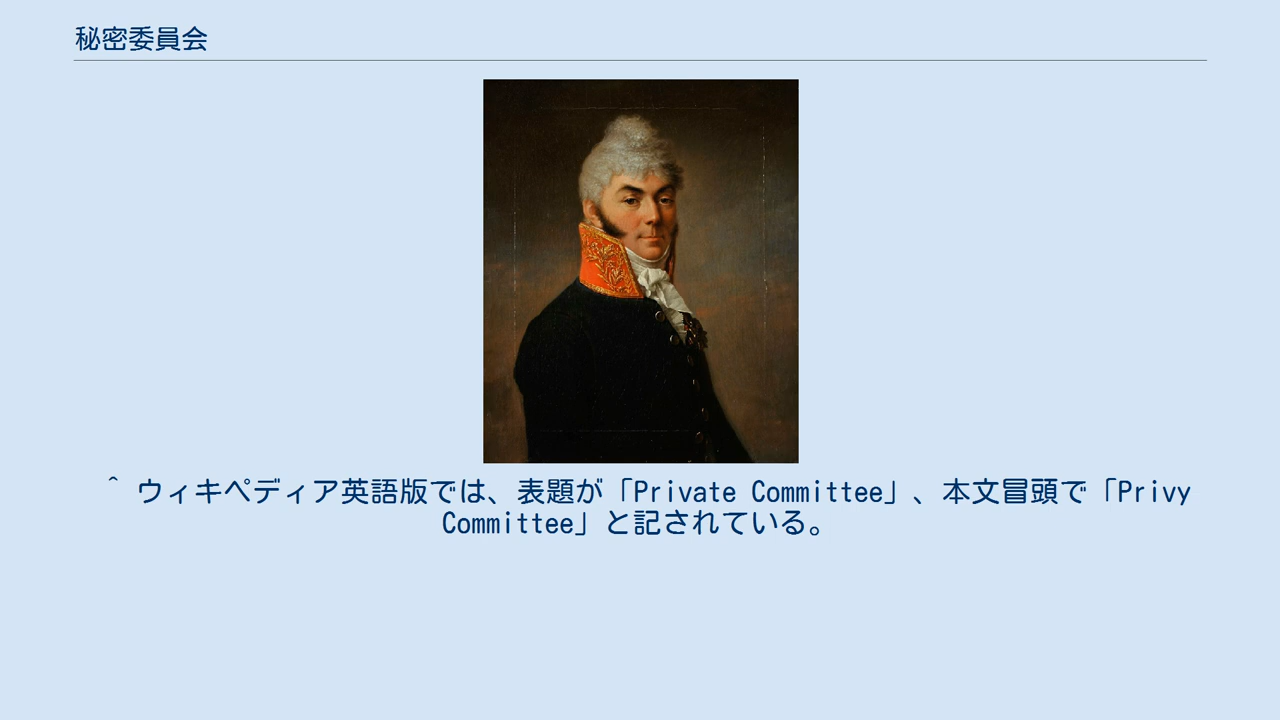 秘密委員会
^ ウィキペディア英語版では、表題が「Private Committee」、本文冒頭で「Privy
Committee」と記されている。